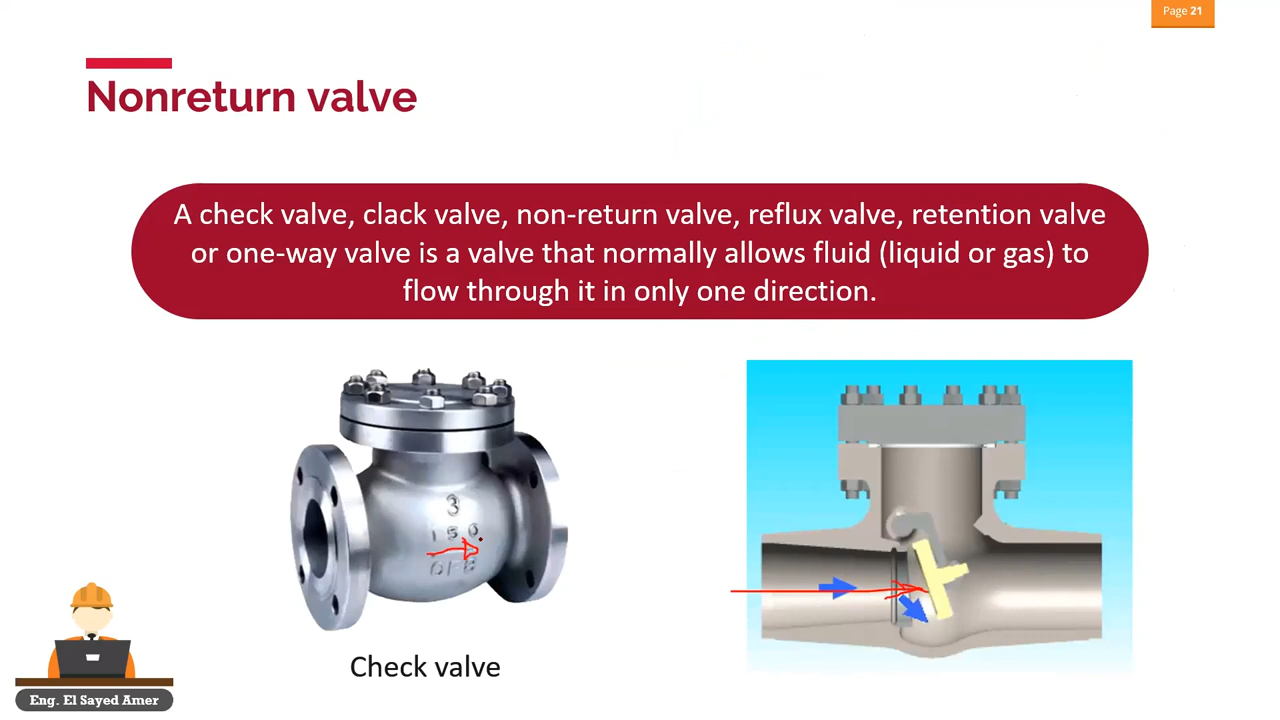 Page 21
Nonreturn valve
A check valve, clack valve, non-return valve, reflux valve, retention valve
or one-way valve is a valve that normally allows fluid (liquid or gas) to
flow through it in only one direction.
3
150
CF8
Check valve
Eng. El Sayed Amer